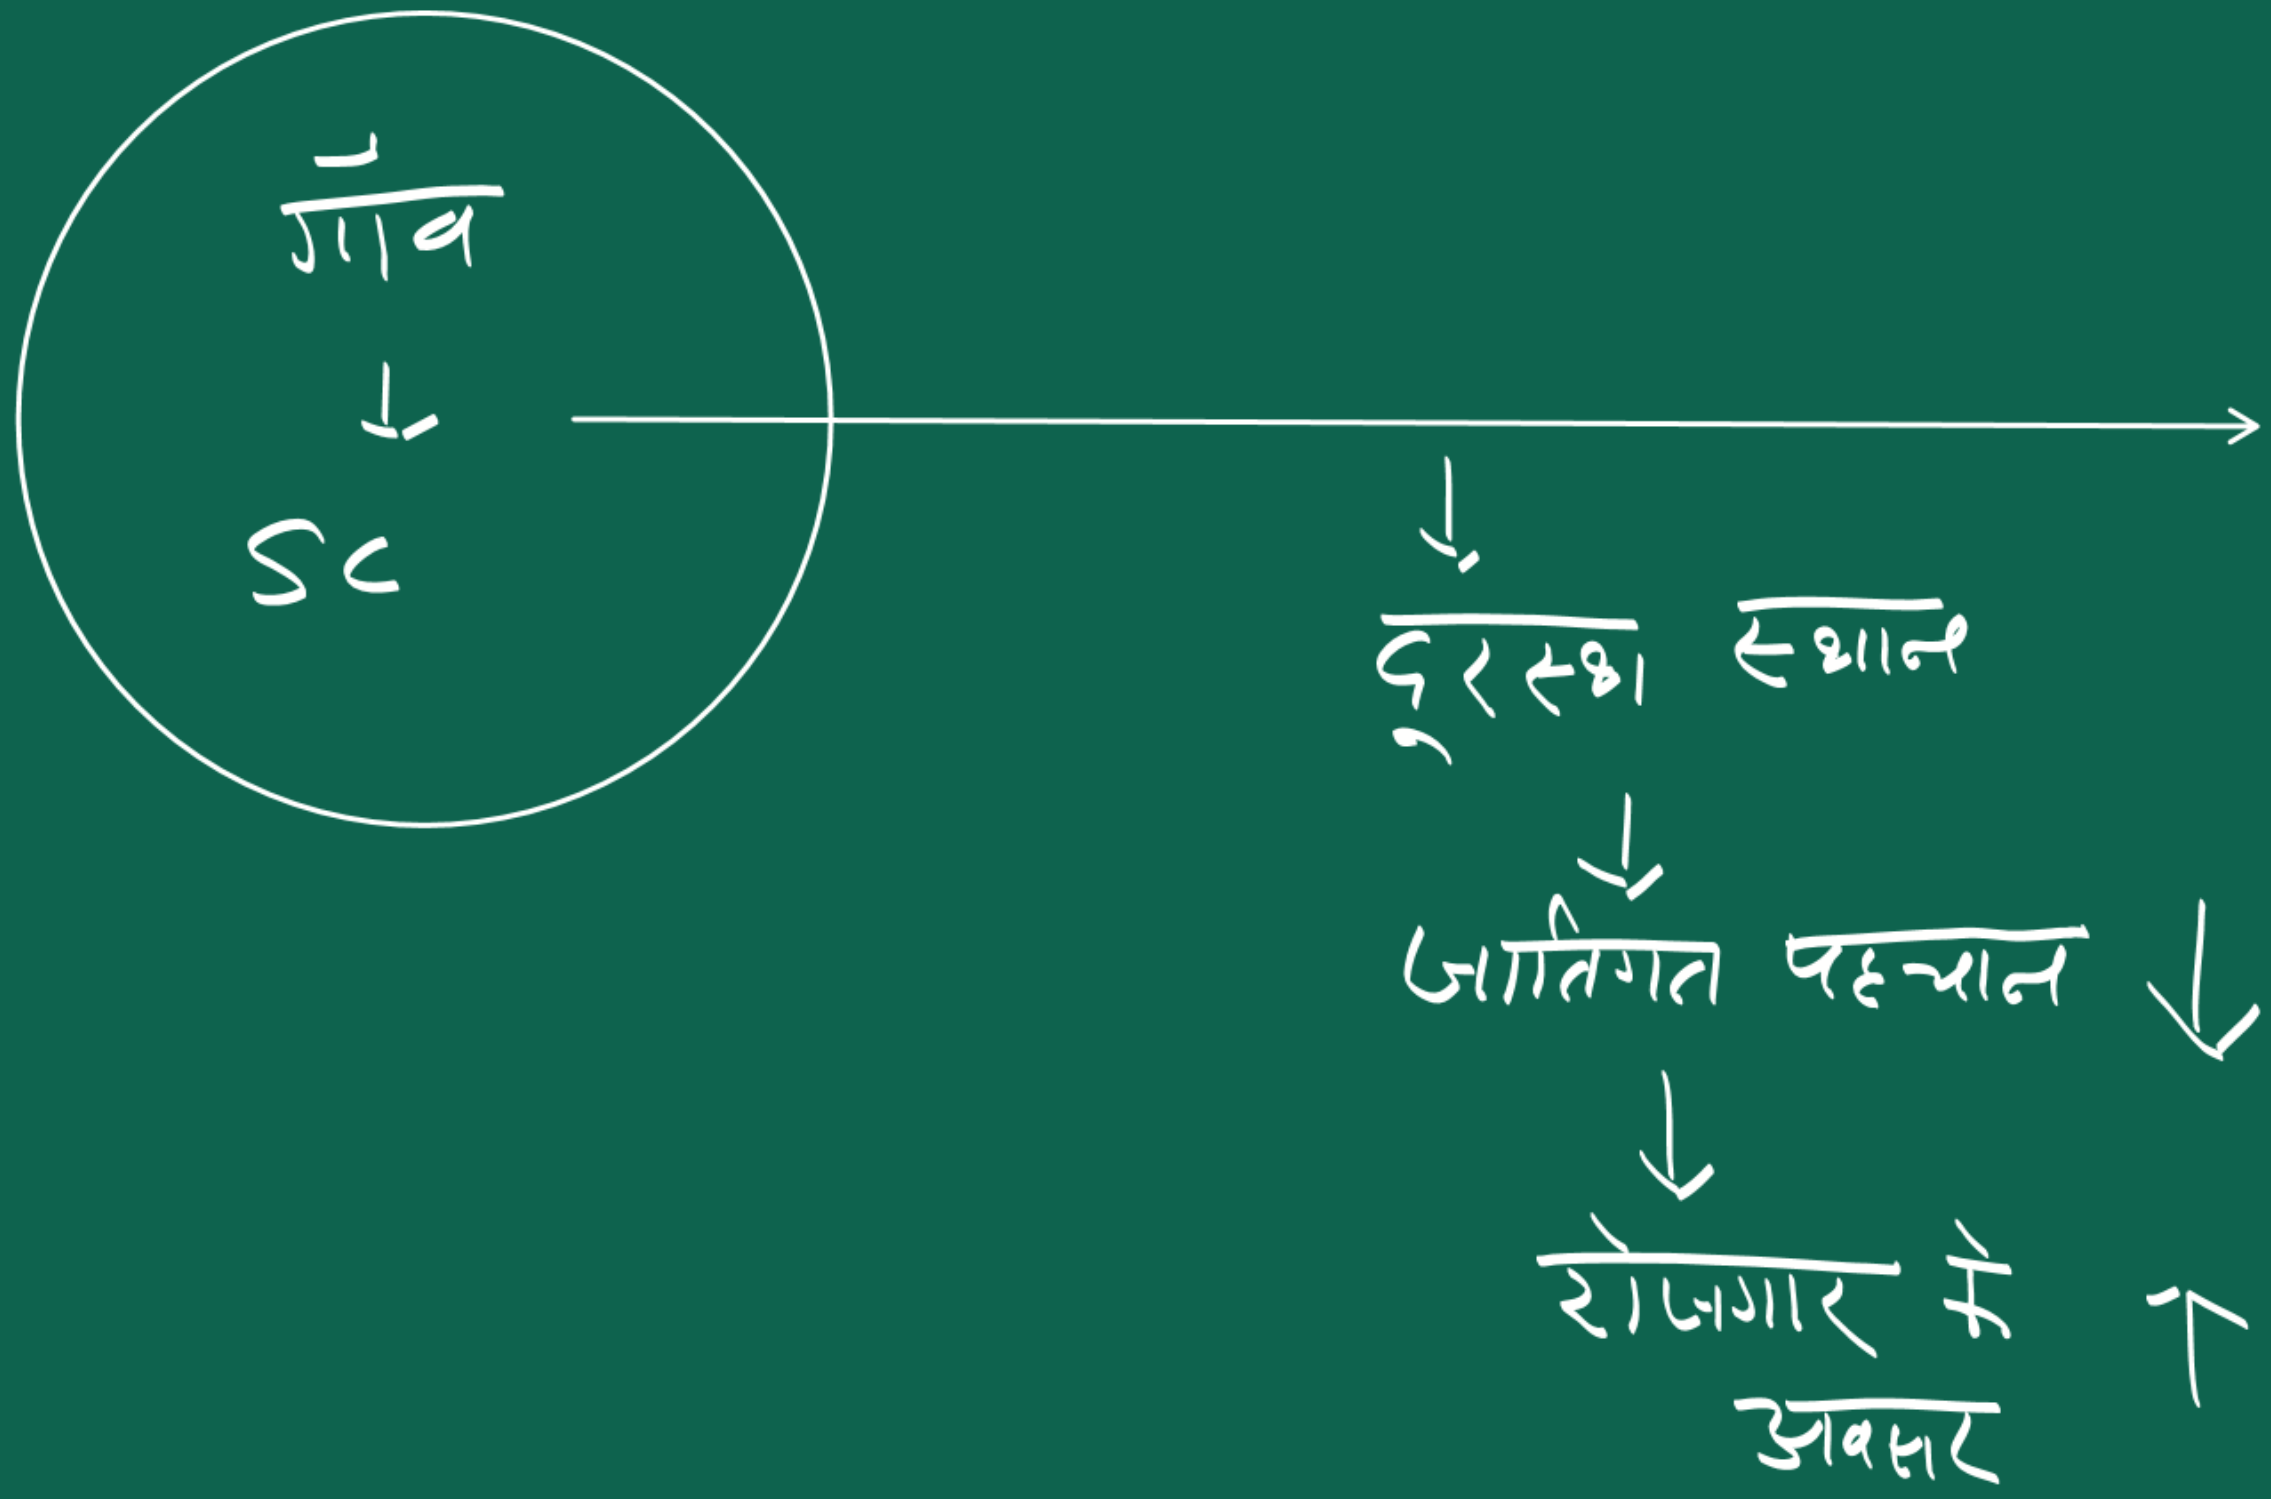 गाँव
↓
SC
→
↓
दूरस्थ स्थान
↓
जातिगत पहचान ↓
↓
रोजगार में ↑
अवसर